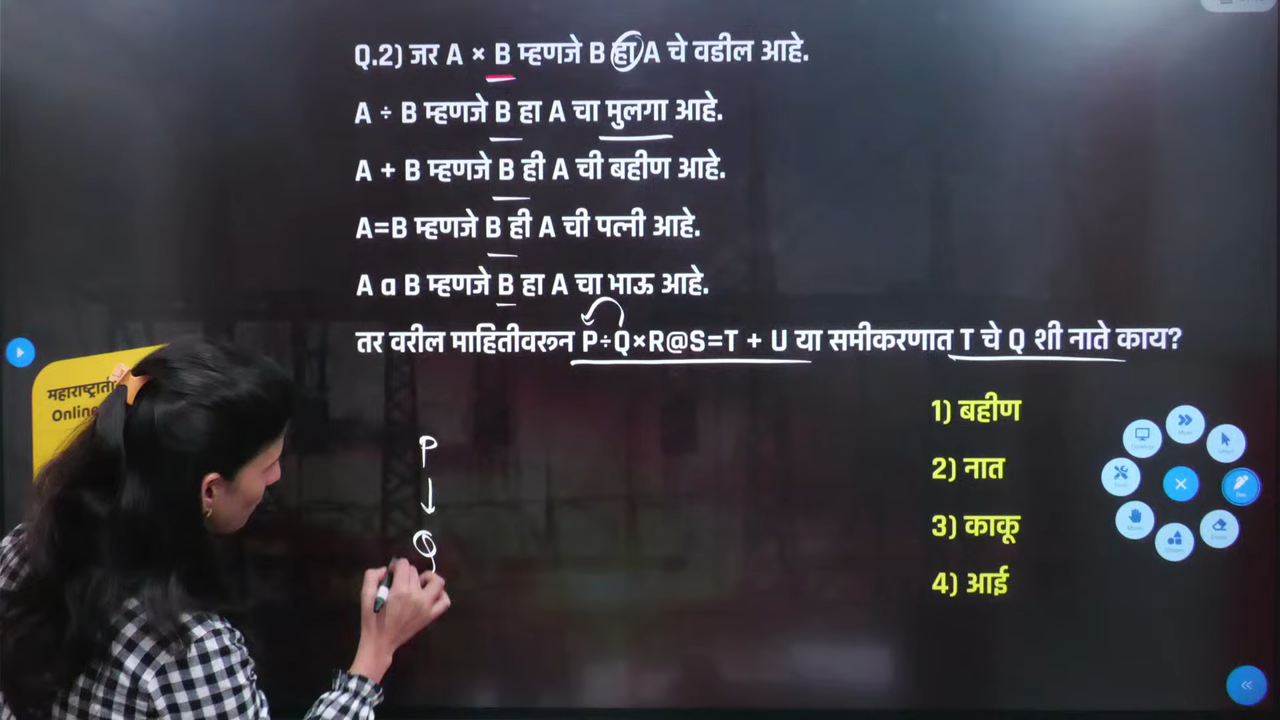 Q.2) जर A × B म्हणजे B हा A चे वडील आहे.
A ÷ B म्हणजे B हा A चा मुलगा आहे.
A + B म्हणजे B ही A ची बहीण आहे.
A=B म्हणजे B ही A ची पत्नी आहे.
A a B म्हणजे B हा A चा भाऊ आहे.
तर वरील माहितीवरून P÷Q×R@S=T + U या समीकरणात T चे Q शी नाते काय?
महाराष्ट्राती
Online
1) बहीण
2) नात
3) काकू
4) आई
P
Q